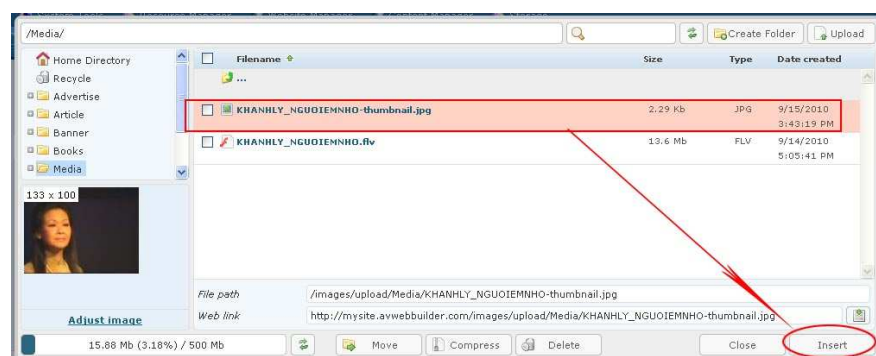 /Media/
Create Folder
Upload
Home Directory
Recycle
Advertise
Article
Banner
Books
Media
Filename
Size
Type
Date created
...
KHANHLY_NGUOIEMNHO-thumbnail.jpg
2.29 Kb
JPG
9/15/2010
3:43:19 PM
KHANHLY_NGUOIEMNHO.flv
13.6 Mb
FLV
9/14/2010
5:05:41 PM
133 x 100
Adjust image
File path
/images/upload/Media/KHANHLY_NGUOIEMNHO-thumbnail.jpg
Web link
http://mysite.avwebbuilder.com/images/upload/Media/KHANHLY_NGUOIEMNHO-thumbnail.jpg
15.88 Mb (3.18%) / 500 Mb
Move
Compress
Delete
Close
Insert